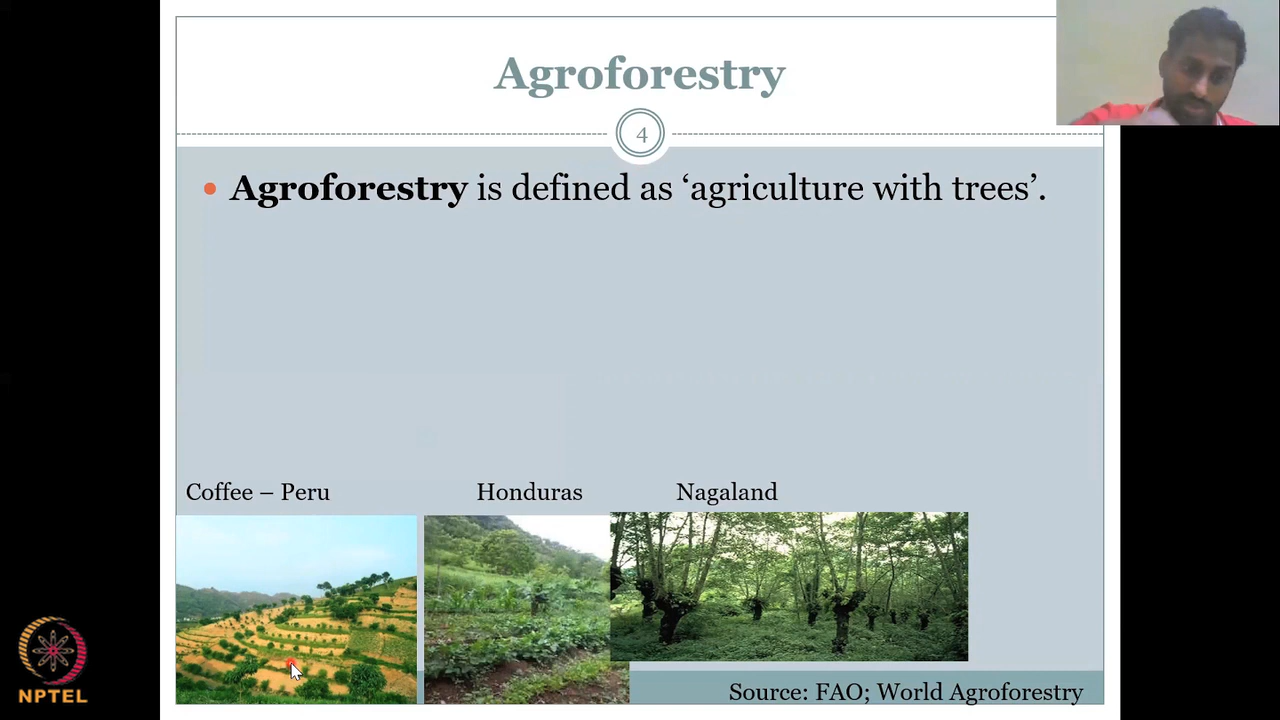 Agroforestry
4
• Agroforestry is defined as ‘agriculture with trees’.
Coffee – Peru
Honduras
Nagaland
Source: FAO; World Agroforestry
NPTEL